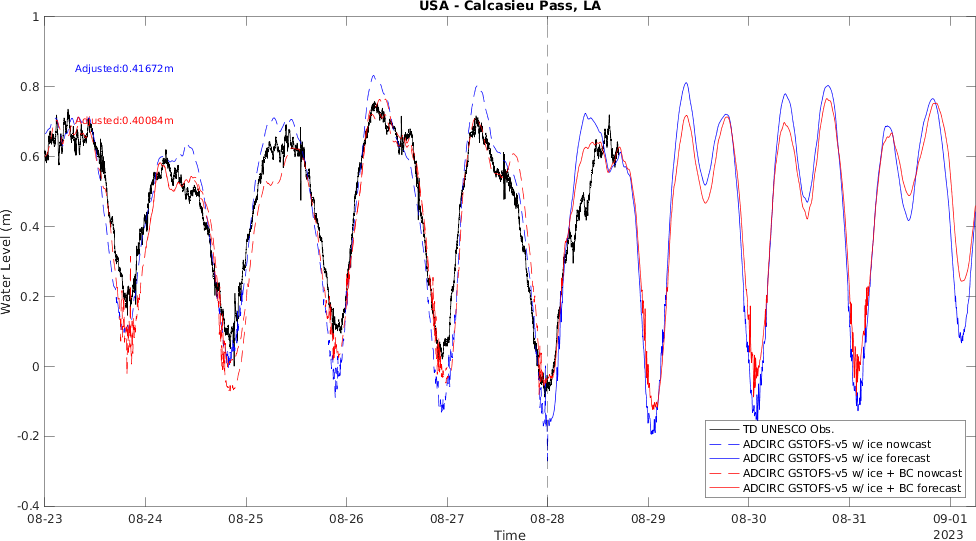 USA - Calcasieu Pass, LA
1
Adjusted:0.41672m
0.8
Adjusted:0.40084m
0.6
0.4
Water Level (m)
0.2
0
-0.2
-0.4
TD UNESCO Obs.
ADCIRC GSTOFS-v5 w/ ice nowcast
ADCIRC GSTOFS-v5 w/ ice forecast
ADCIRC GSTOFS-v5 w/ ice + BC nowcast
ADCIRC GSTOFS-v5 w/ ice + BC forecast
08-23 08-24 08-25 08-26 08-27 08-28 08-29 08-30 08-31 09-01
2023
Time